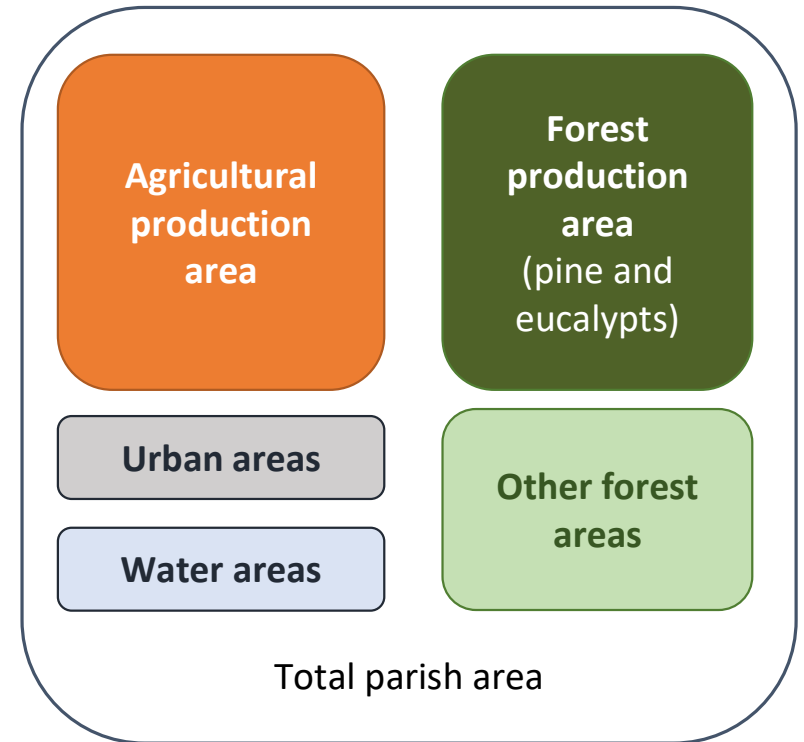 Agricultural
production
area
Forest
production
area
(pine and
eucalypts)
Urban areas
Water areas
Other forest
areas
Total parish area